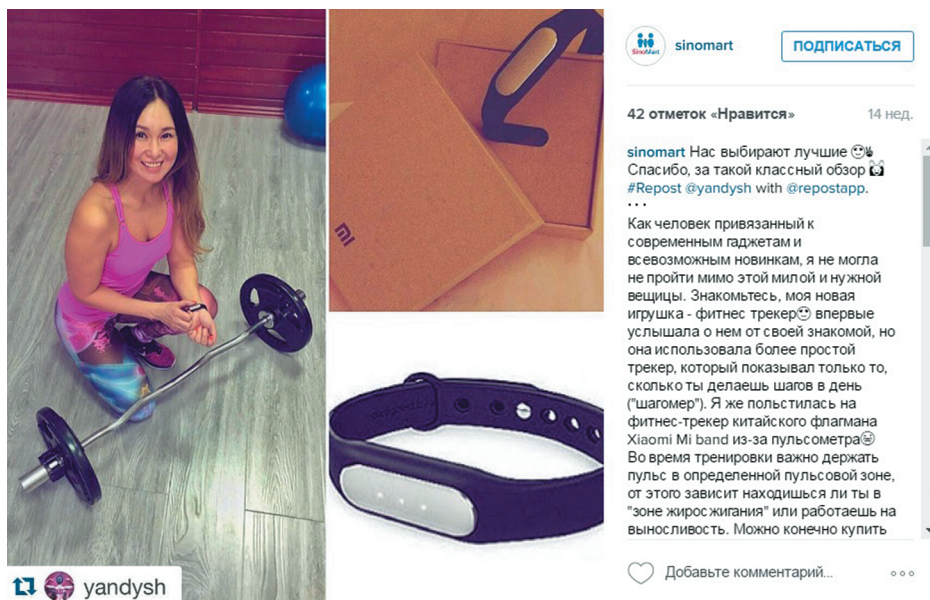 sinomart
ПОДПИСАТЬСЯ
SinoMart
42 отметок «Нравится»
14 нед.
sinomart Нас выбирают лучшие
Спасибо, за такой классный обзор
#Repost @yandysh with @repostapp.
• • •
Как человек привязанный к
современным гаджетам и
всевозможным новинкам, я не могла
не пройти мимо этой милой и нужной
вещицы. Знакомьтесь, моя новая
игрушка - фитнес трекер впервые
услышала о нем от своей знакомой, но
она использовала более простой
трекер, который показывал только то,
сколько ты делаешь шагов в день
("шагомер"). Я же польстилась на
фитнес-трекер китайского флагмана
Xiaomi Mi band из-за пульсометра
Во время тренировки важно держать
пульс в определенной пульсовой зоне,
от этого зависит находишься ли ты в
"зоне жиросжигания" или работаешь на
выносливость. Можно конечно купить
Добавьте комментарий...
MI
yandysh